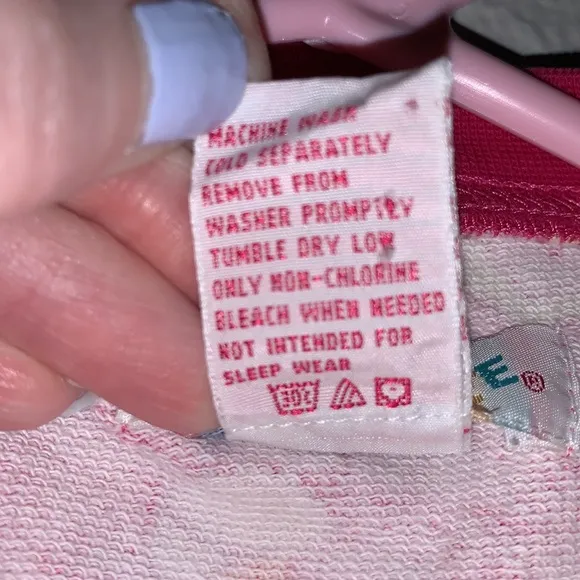 MACHINE WASH
COLD SEPARATELY
REMOVE FROM
WASHER PROMPTLY
TUMBLE DRY LOW
ONLY NON-CHLORINE
BLEACH WHEN NEEDED
NOT INTENDED FOR
SLEEP WEAR
30C
W®